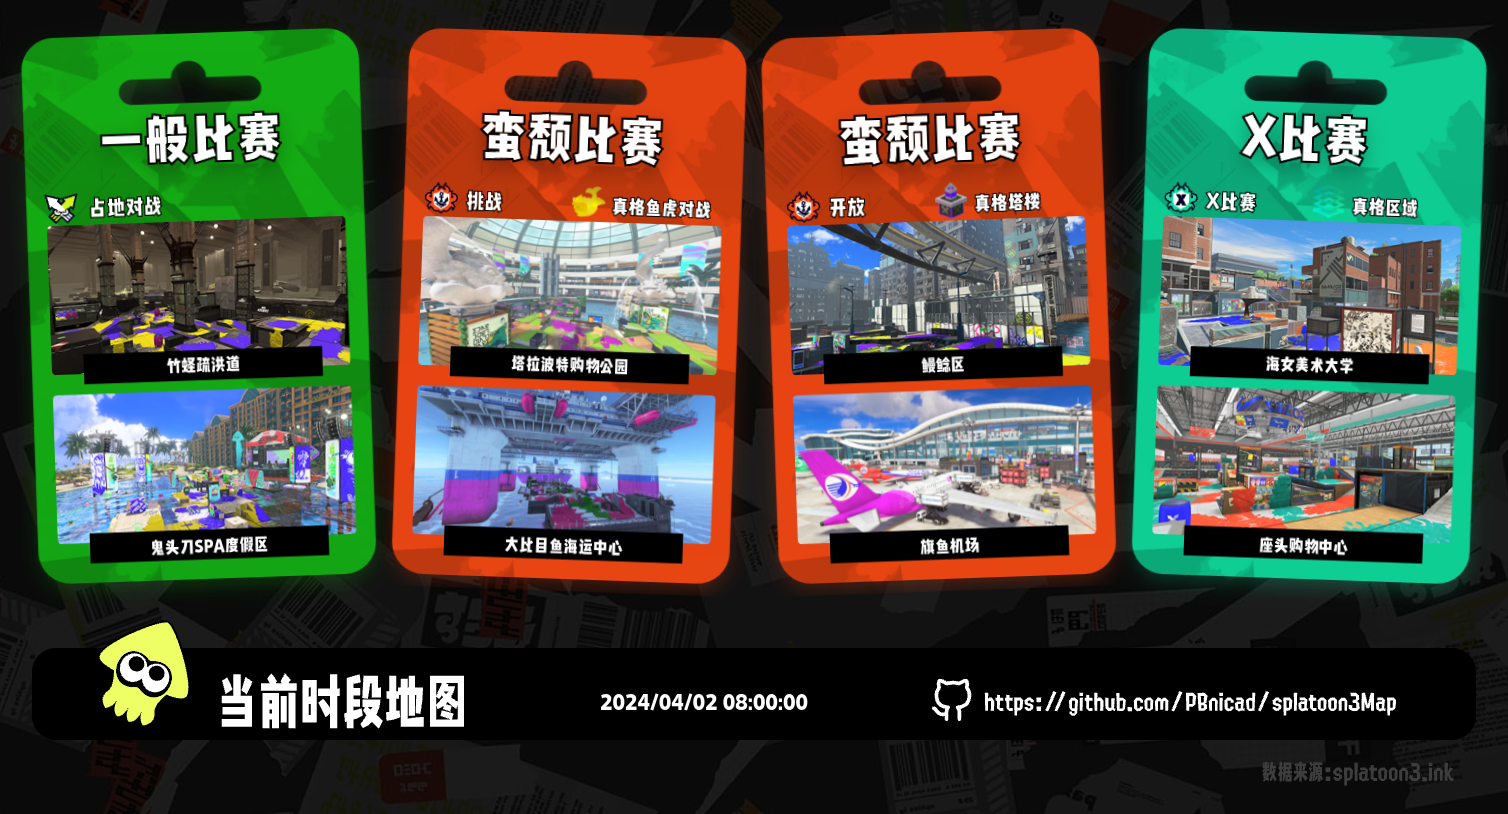 一般比赛
占地对战
竹蛏疏洪道
鬼头刀SPA度假区
蛮颓比赛
挑战
真格鱼虎对战
塔拉波特购物公园
大比目鱼海运中心
蛮颓比赛
开放
真格塔楼
鳗鲶区
旗鱼机场
X比赛
X比赛
真格区域
海女美术大学
座头购物中心
当前时段地图
2024/04/02 08:00:00
https://github.com/PBnicad/splatoon3Map
数据来源:splatoon3.ink